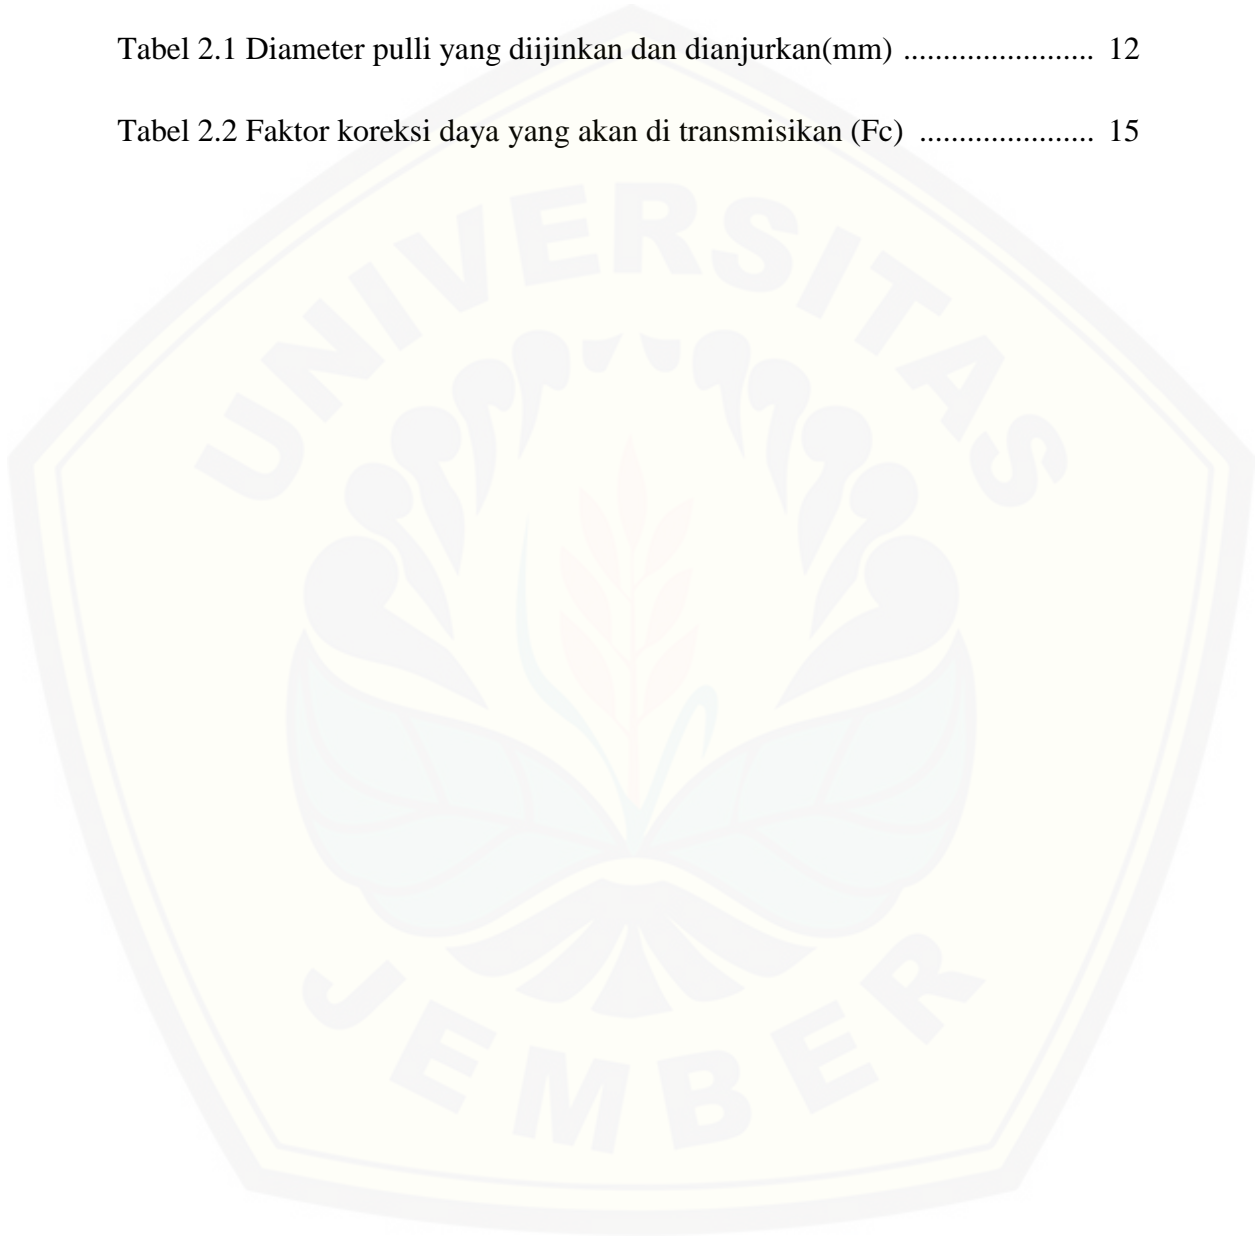 Tabel 2.1 Diameter pulli yang diijinkan dan dianjurkan(mm) ........................ 12
Tabel 2.2 Faktor koreksi daya yang akan di transmisikan (Fc) ...................... 15
UNIVERSITAS
JEMBER